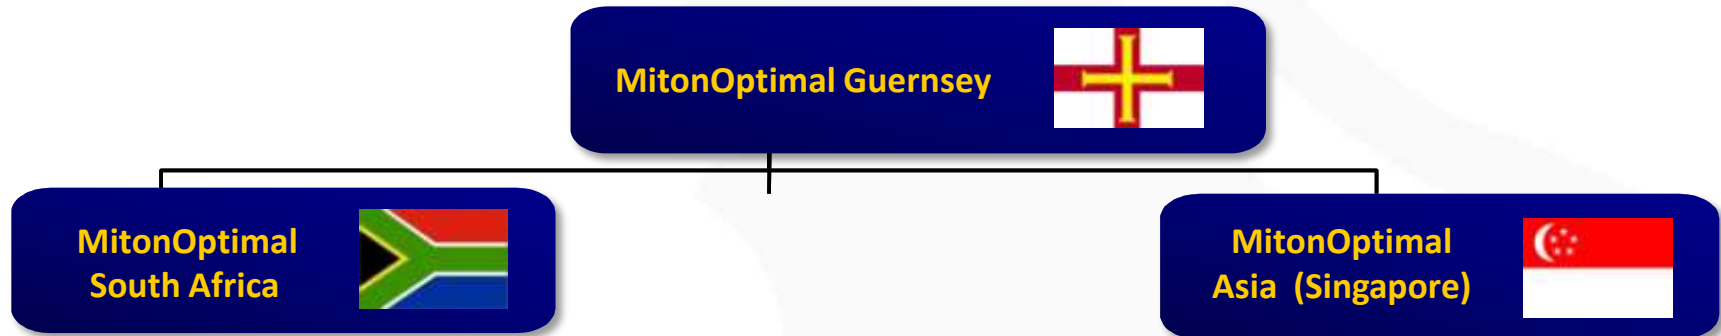 MitonOptimal Guernsey
MitonOptimal
South Africa
MitonOptimal
Asia  (Singapore)